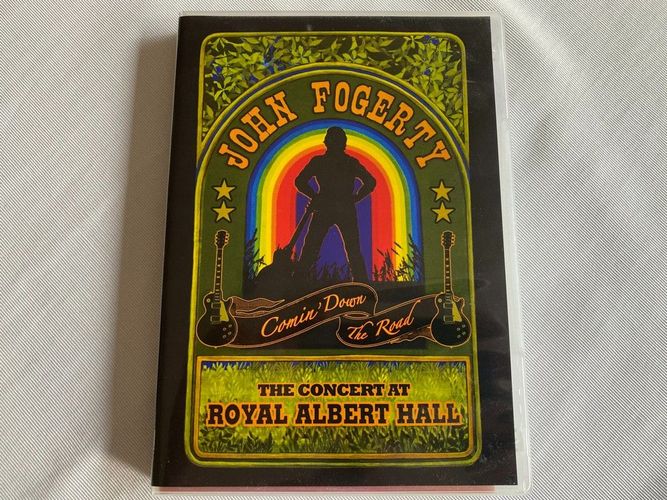 JOHN FOGERTY
Comin' Down
The Road
THE CONCERT AT
ROYAL ALBERT HALL